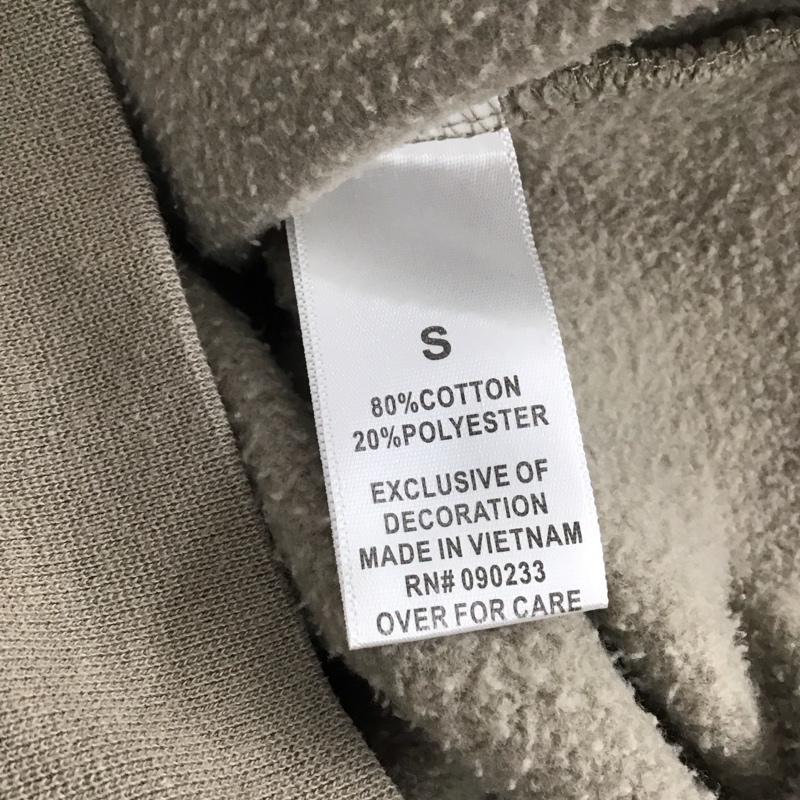 S
80%COTTON
20%POLYESTER
EXCLUSIVE OF
DECORATION
MADE IN VIETNAM
RN# 090233
OVER FOR CARE